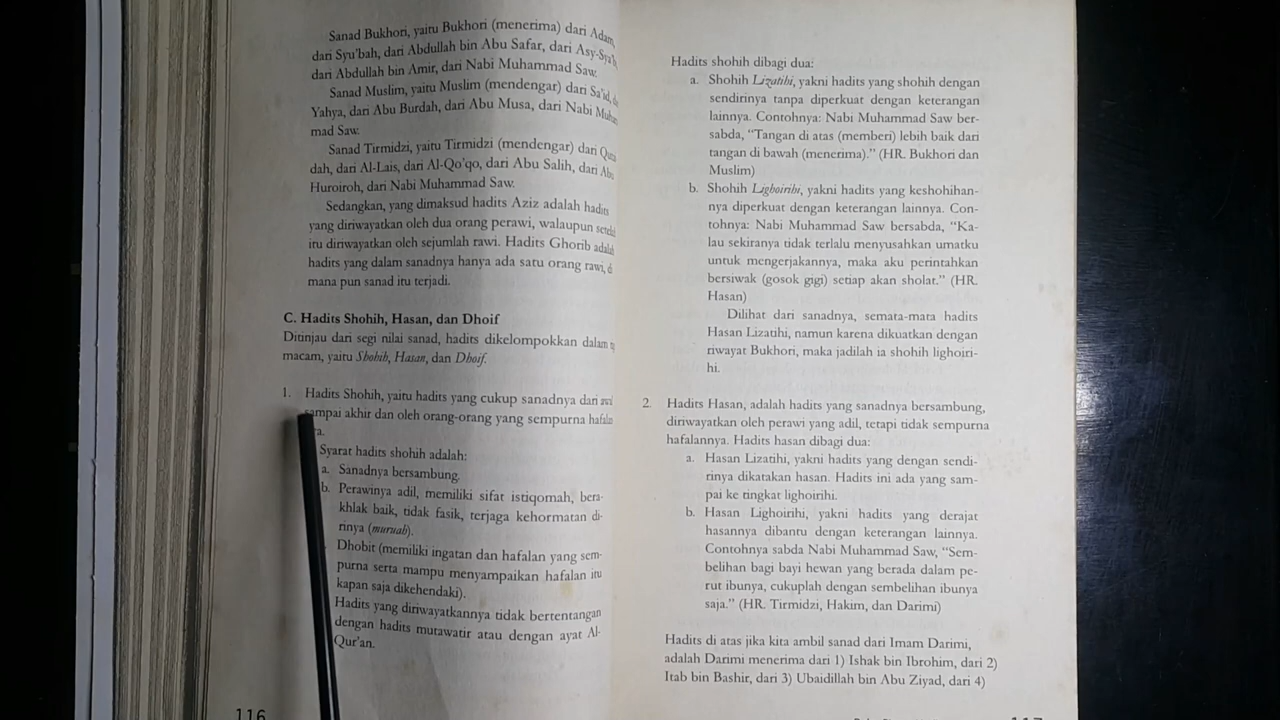 Sanad Bukhori, yaitu Bukhori (menerima) dari Adam,
dari Syu'bah, dari Abdullah bin Abu Safar, dari
dari Abdullah bin Amir, dari Nabi Muhammad Saw.
Sanad Muslim, yaitu Muslim (mendengar) dari Sa'id,
Yahya, dari Abu Burdah, dari Abu Musa, dari Nabi
mad Saw.
Sanad Tirmidzi, yaitu Tirmidzi (mendengar) dari
dah, dari Al-Lais, dari Al-Qo'qo, dari Abu Salih, dari Abu
Huroiroh, dari Nabi Muhammad Saw.
Sedangkan, yang dimaksud hadits Aziz adalah hadits
yang diriwayatkan oleh dua orang perawi, walaupun
itu diriwayatkan oleh sejumlah rawi. Hadits Ghorib adalah
hadits yang dalam sanadnya hanya ada satu orang rawi, di
mana pun sanad itu terjadi.
C. Hadits Shohih, Hasan, dan Dhoif
Ditinjau dari segi nilai sanad, hadits dikelompokkan dalam
macam, yaitu Shohih, Hasan, dan Dhoif.
1. Hadits Shohih, yaitu hadits yang cukup sanadnya dari
sampai akhir dan oleh orang-orang yang sempurna
Syarat hadits shohih adalah:
a. Sanadnya bersambung.
b. Perawinya adil, memiliki sifat istiqomah, bera-
khlak baik, tidak fasik, terjaga kehormatan di-
rinya (muruah).
Dhobit (memiliki ingatan dan hafalan yang sem-
purna serta mampu menyampaikan hafalan itu
kapan saja dikehendaki).
Hadits yang diriwayatkannya tidak bertentangan
dengan hadits mutawatir atau dengan ayat Al-
Qur'an.
116
Hadits shohih dibagi dua:
a. Shohih Lizatihi, yakni hadits yang shohih dengan
sendirinya tanpa diperkuat dengan keterangan
lainnya. Contohnya: Nabi Muhammad Saw ber-
sabda, "Tangan di atas (memberi) lebih baik dari
tangan di bawah (menerima)." (HR. Bukhori dan
Muslim)
b. Shohih Lighoirihi, yakni hadits yang keshohihan-
nya diperkuat dengan keterangan lainnya. Con-
tohnya: Nabi Muhammad Saw bersabda, "Ka-
lau sekiranya tidak terlalu menyusahkan umatku
untuk mengerjakannya, maka aku perintahkan
bersiwak (gosok gigi) setiap akan sholat." (HR.
Hasan)
Dilihat dari sanadnya, semata-mata hadits
Hasan Lizatihi, namun karena dikuatkan dengan
riwayat Bukhori, maka jadilah ia shohih lighoiri-
hi.
2. Hadits Hasan, adalah hadits yang sanadnya bersambung,
diriwayatkan oleh perawi yang adil, tetapi tidak sempurna
hafalannya. Hadits hasan dibagi dua:
a. Hasan Lizatihi, yakni hadits yang dengan sendi-
rinya dikatakan hasan. Hadits ini ada yang sam-
pai ke tingkat lighoirihi.
b. Hasan Lighoirihi, yakni hadits yang derajat
hasannya dibantu dengan keterangan lainnya.
Contohnya sabda Nabi Muhammad Saw, "Sem-
belihan bagi bayi hewan yang berada dalam pe-
rut ibunya, cukuplah dengan sembelihan ibunya
saja." (HR. Tirmidzi, Hakim, dan Darimi)
Hadits di atas jika kita ambil sanad dari Imam Darimi,
adalah Darimi menerima dari 1) Ishak bin Ibrohim, dari 2)
Itab bin Bashir, dari 3) Ubaidillah bin Abu Ziyad, dari 4)